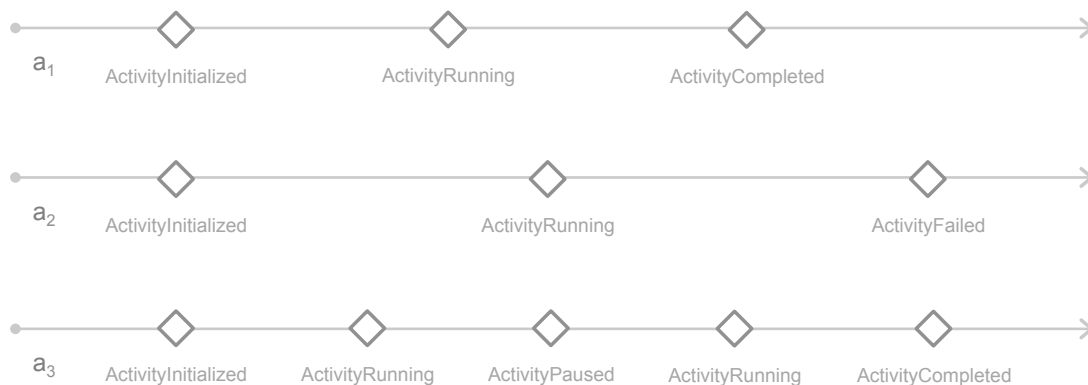 a1
ActivityInitialized ActivityRunning ActivityCompleted
a2
ActivityInitialized ActivityRunning ActivityFailed
a3
ActivityInitialized ActivityRunning ActivityPaused ActivityRunning ActivityCompleted